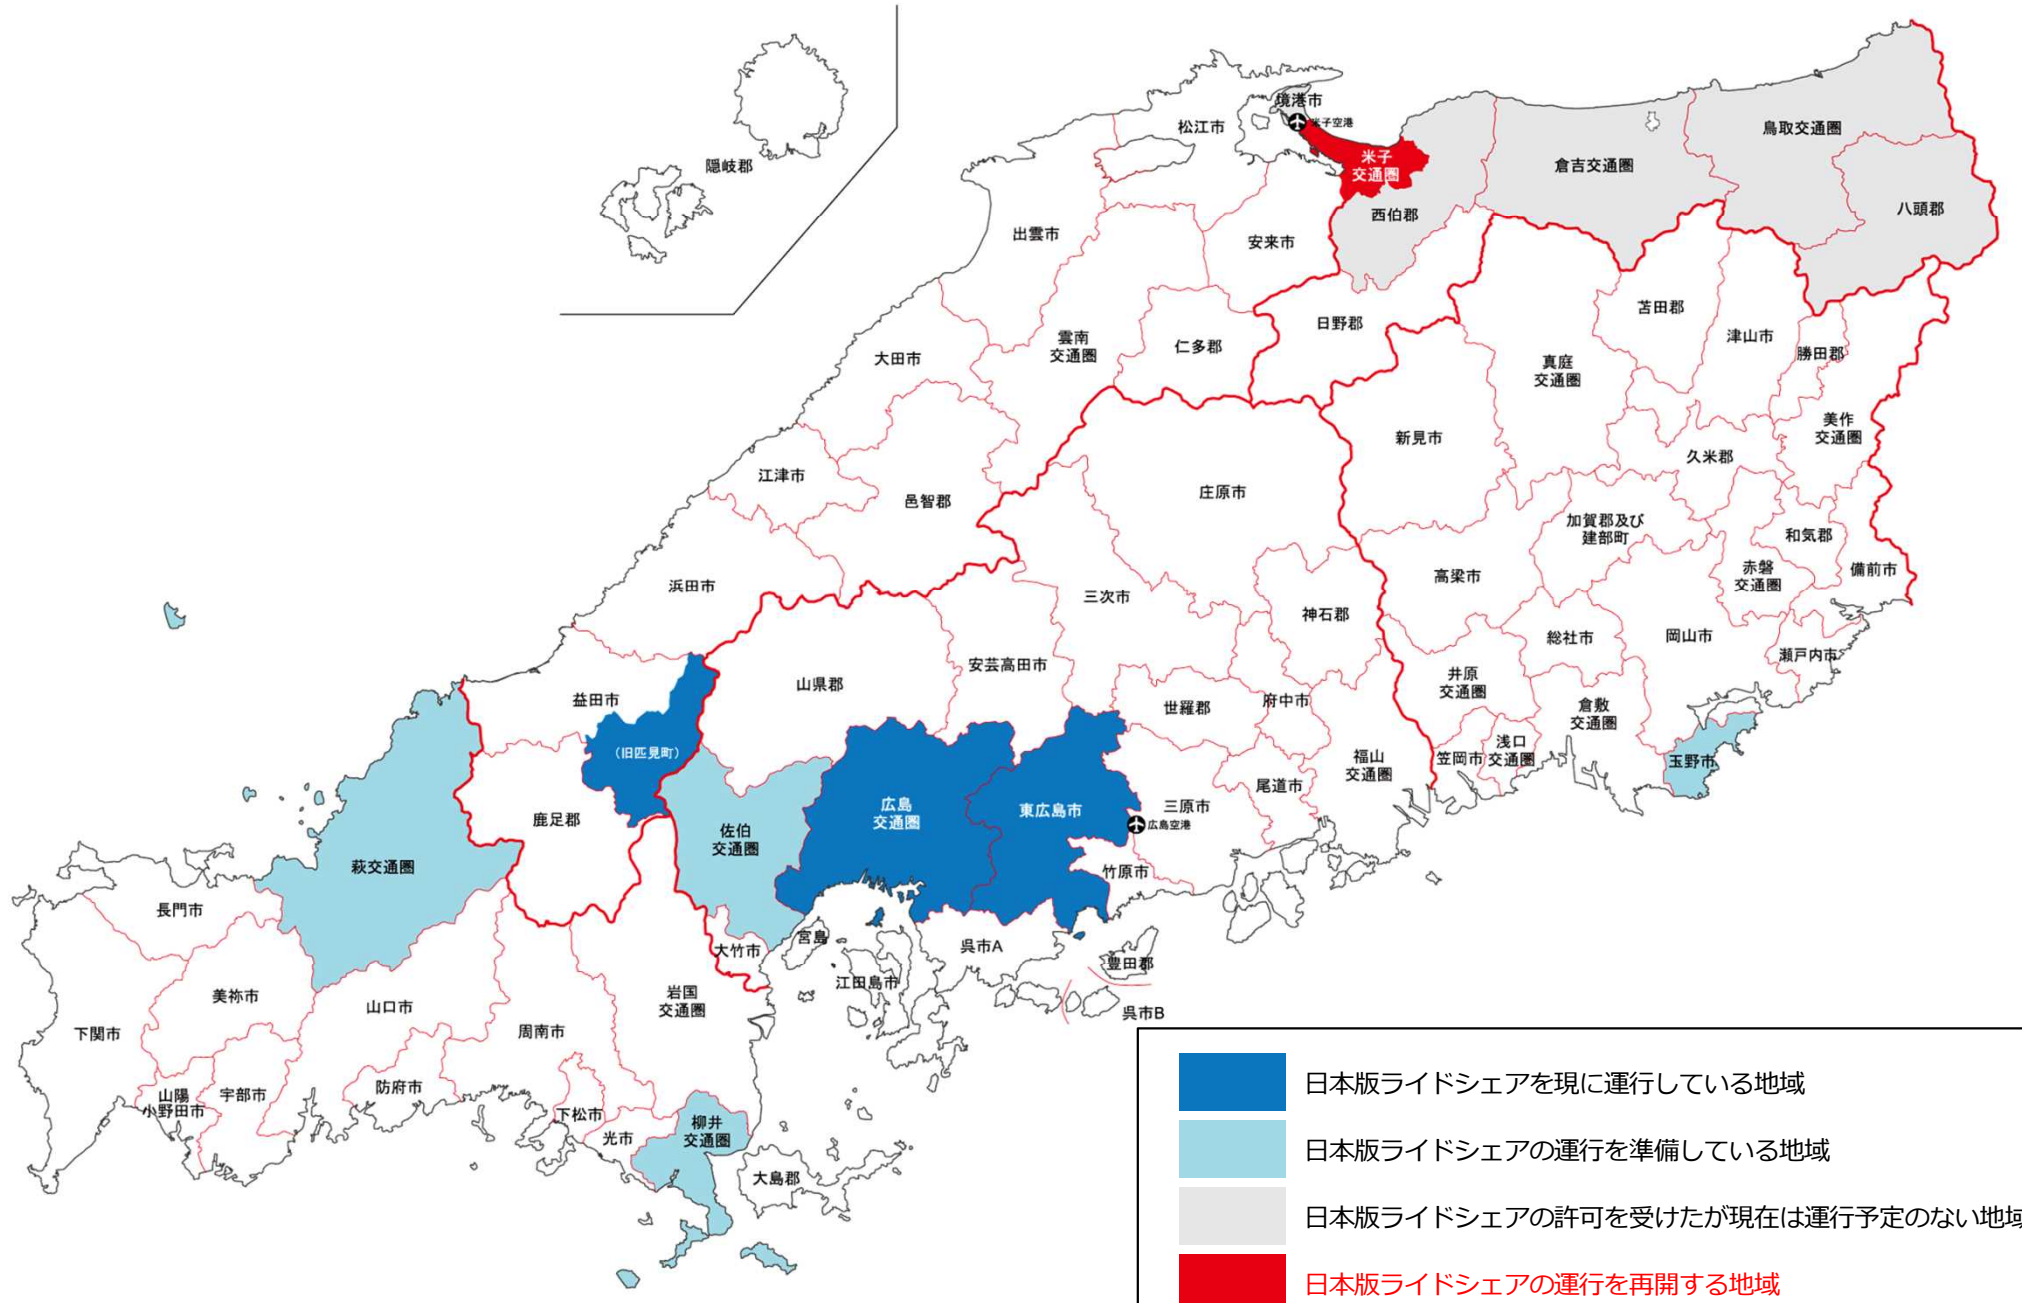 隠岐郡
境港市
米子空港
松江市
米子
交通圏
鳥取交通圏
倉吉交通圏
八頭郡
西伯郡
出雲市
安来市
日野郡
苫田郡
津山市
雲南
交通圏
仁多郡
大田市
勝田郡
真庭
交通圏
美作
交通圏
新見市
久米郡
江津市
邑智郡
庄原市
加賀郡及び
建部町
和気郡
備前市
赤磐
交通圏
浜田市
三次市
高梁市
神石郡
総社市
岡山市
瀬戸内市
安芸高田市
山県郡
益田市
井原
交通圏
世羅郡
府中市
倉敷
交通圏
(旧匹見町)
福山
交通圏
笠岡市
浅口
交通圏
玉野市
広島
交通圏
東広島市
三原市
尾道市
広島空港
鹿足郡
佐伯
交通圏
萩交通圏
竹原市
長門市
宮島
大竹市
呉市A
豊田郡
江田島市
呉市B
美祢市
山口市
岩国
交通圏
下関市
周南市
防府市
宇部市
山陽
小野田市
下松市
光市
柳井
交通圏
大島郡
日本版ライドシェアを現に運行している地域
日本版ライドシェアの運行を準備している地域
日本版ライドシェアの許可を受けたが現在は運行予定のない地域
日本版ライドシェアの運行を再開する地域